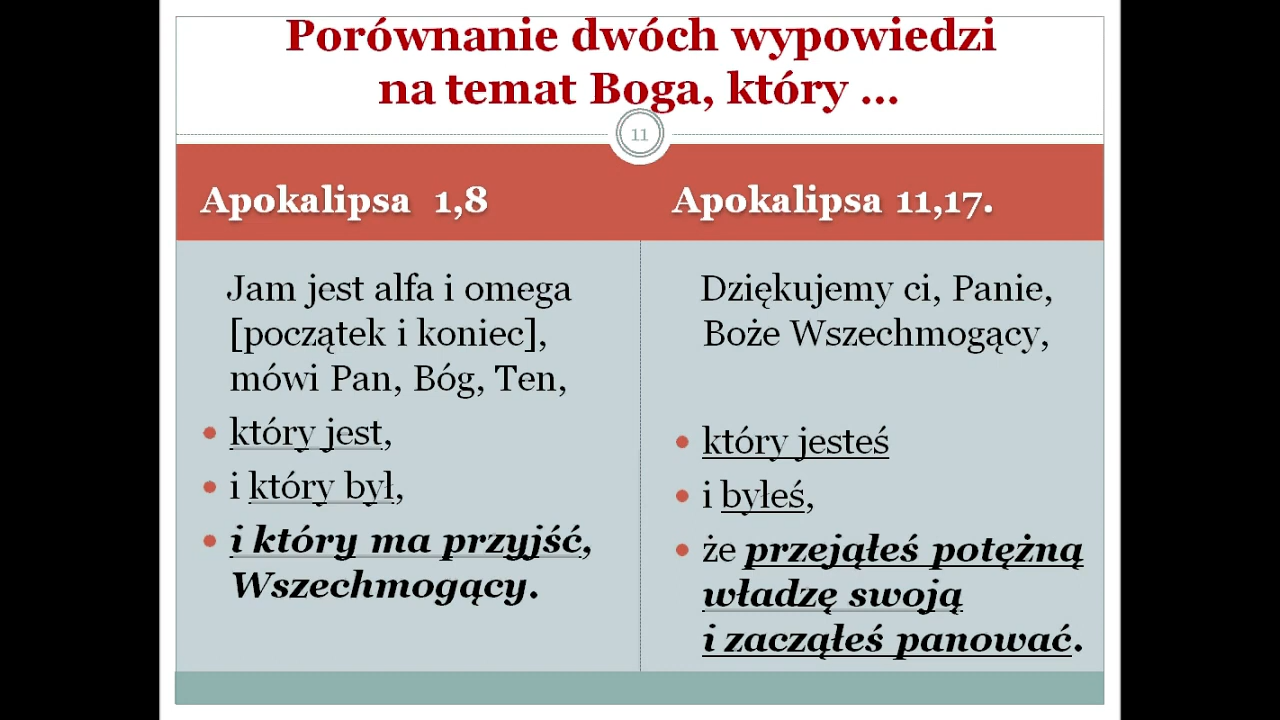 Porównanie dwóch wypowiedzi
na temat Boga, który ...
11
Apokalipsa 1,8
Jam jest alfa i omega
[początek i koniec],
mówi Pan, Bóg, Ten,
• który jest,
• i który był,
• i który ma przyjść,
Wszechmogący.
Apokalipsa 11,17.
Dziękujemy ci, Panie,
Boże Wszechmogący,
• który jesteś
• i byłeś,
• że przejąłeś potężną
władzę swoją
i zacząłeś panować.